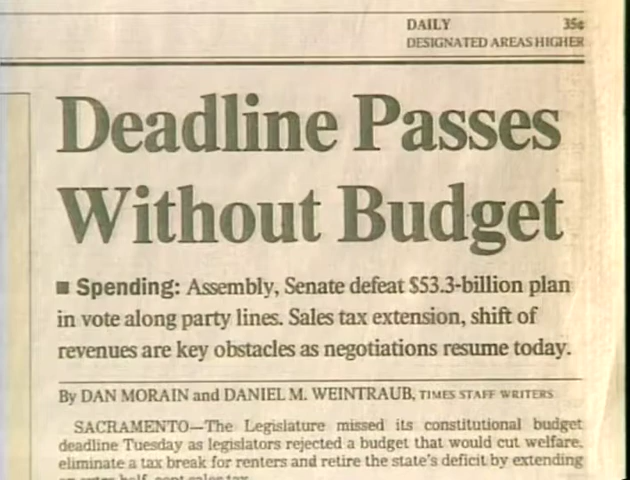 DAILY 35¢
DESIGNATED AREAS HIGHER
Deadline Passes
Without Budget
■ Spending: Assembly, Senate defeat $53.3-billion plan
in vote along party lines. Sales tax extension, shift of
revenues are key obstacles as negotiations resume today.
By DAN MORAIN and DANIEL M. WEINTRAUB, TIMES STAFF WRITERS
SACRAMENTO—The Legislature missed its constitutional budget
deadline Tuesday as legislators rejected a budget that would cut welfare,
eliminate a tax break for renters and retire the state's deficit by extending